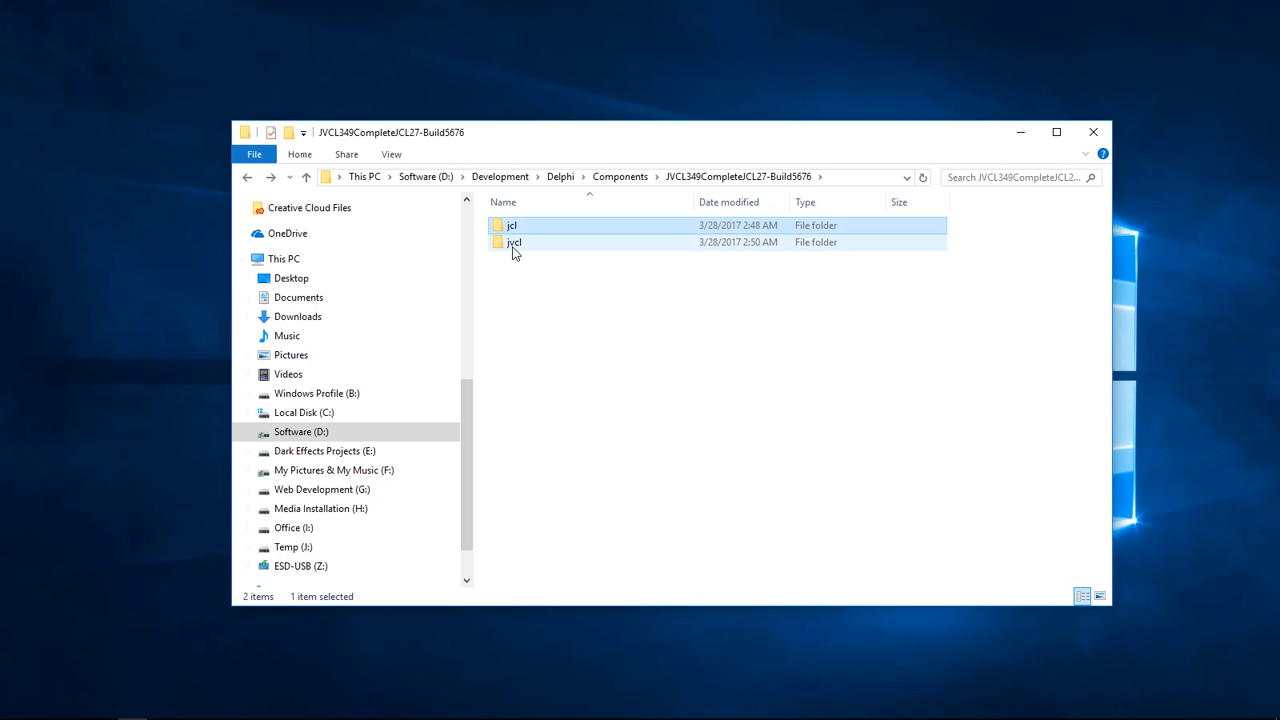 JVCL349CompleteJCL27-Build5676
File Home Share View
This PC Software (D:) Development Delphi Components JVCL349CompleteJCL27-Build5676 Search JVCL349CompleteJCL2...
Name Date modified Type Size
jcl 3/28/2017 2:48 AM File folder
jvcl 3/28/2017 2:50 AM File folder
Creative Cloud Files
OneDrive
This PC
Desktop
Documents
Downloads
Music
Pictures
Videos
Windows Profile (B:)
Local Disk (C:)
Software (D:)
Dark Effects Projects (E:)
My Pictures & My Music (F:)
Web Development (G:)
Media Installation (H:)
Office (I:)
Temp (J:)
ESD-USB (Z:)
2 items 1 item selected